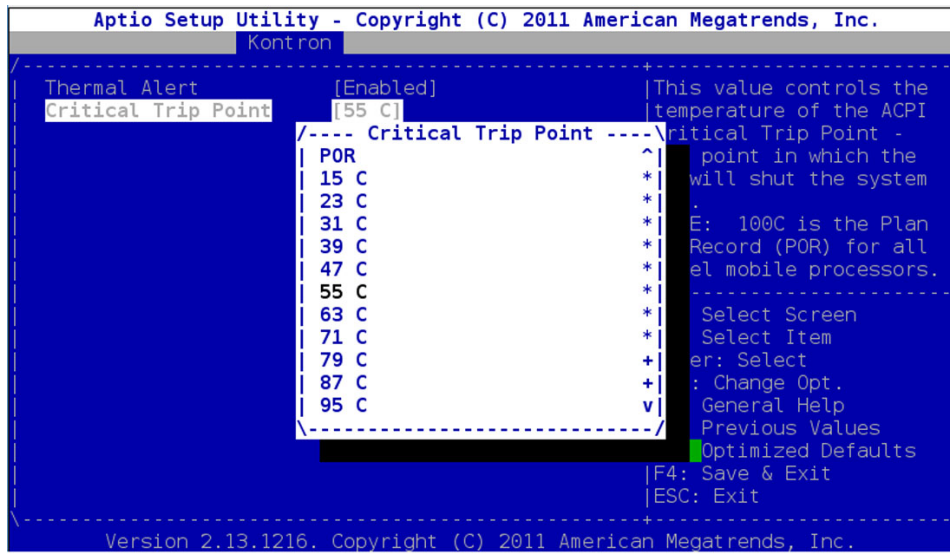 Aptio Setup Utility - Copyright (C) 2011 American Megatrends, Inc.
Kontron
Thermal Alert [Enabled] |This value controls the
Critical Trip Point [55 C] |temperature of the ACPI
/---- Critical Trip Point ----\ritical Trip Point -
| POR ^| point in which the
| 15 C *| will shut the system
| 23 C *| .
| 31 C *| E: 100C is the Plan
| 39 C *| Record (POR) for all
| 47 C *| el mobile processors.
| 55 C *|
| 63 C *| Select Screen
| 71 C *| Select Item
| 79 C +| er: Select
| 87 C +| : Change Opt.
| 95 C v| General Help
Previous Values
Optimized Defaults
|F4: Save & Exit
|ESC: Exit
Version 2.13.1216. Copyright (C) 2011 American Megatrends, Inc.